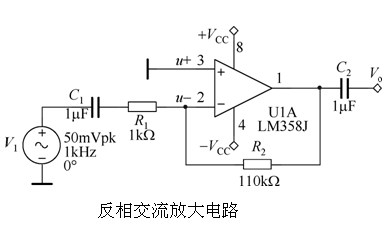 +VCC
u+ 3
8
C1
1μF
u− 2
1
C2
1μF
Vo
R1
1kΩ
U1A
LM358J
4
−VCC
V1
50mVpk
1kHz
0°
R2
110kΩ
反相交流放大电路